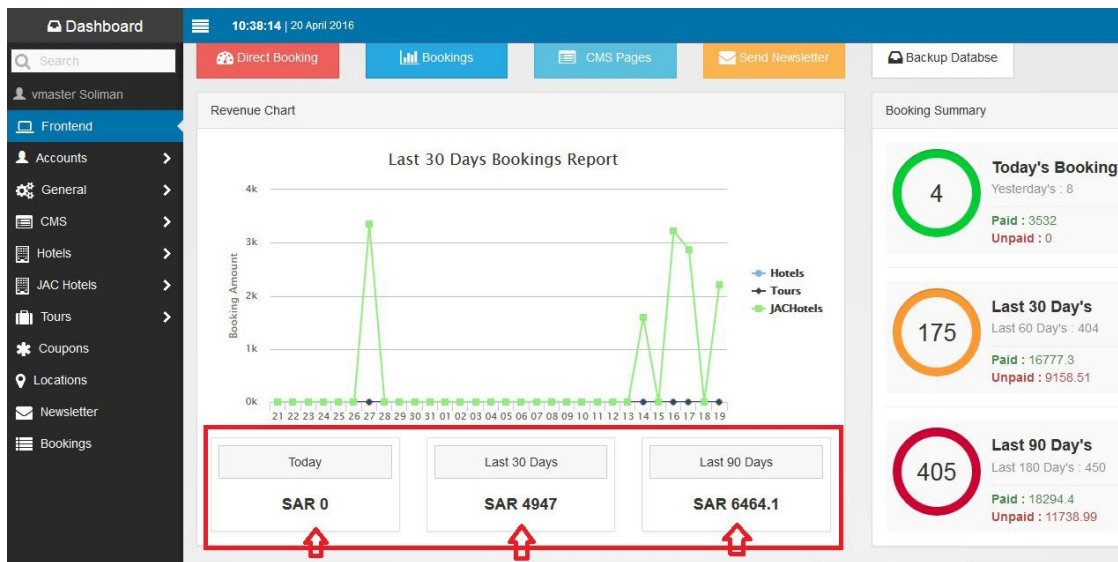 Dashboard
10:38:14 | 20 April 2016
Search
vmaster Soliman
Frontend
Accounts
General
CMS
Hotels
JAC Hotels
Tours
Coupons
Locations
Newsletter
Bookings
Direct Booking
Bookings
CMS Pages
Send Newsletter
Backup Databse
Revenue Chart
Last 30 Days Bookings Report
Booking Amount
4k
3k
2k
1k
0k
21 22 23 24 25 26 27 28 29 30 31 01 02 03 04 05 06 07 08 09 10 11 12 13 14 15 16 17 18 19
Hotels
Tours
JACHotels
Today
SAR 0
Last 30 Days
SAR 4947
Last 90 Days
SAR 6464.1
Booking Summary
4
Today's Booking
Yesterday's : 8
Paid : 3532
Unpaid : 0
175
Last 30 Day's
Last 60 Day's : 404
Paid : 16777.3
Unpaid : 9158.51
405
Last 90 Day's
Last 180 Day's : 450
Paid : 18294.4
Unpaid : 11738.99